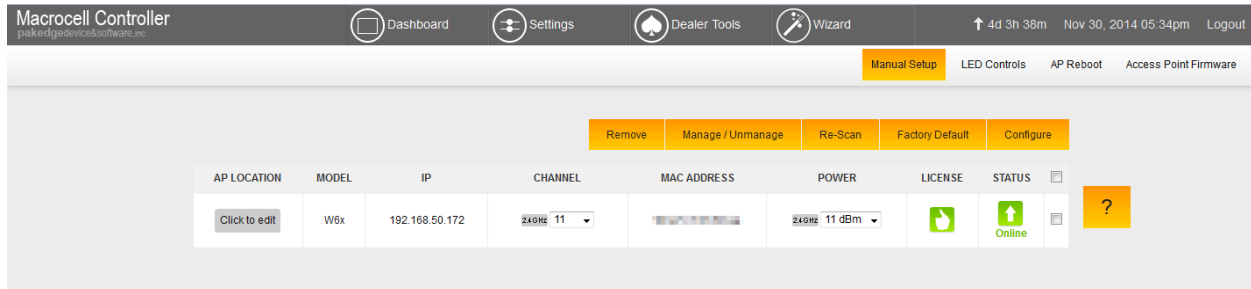 Macrocell Controller
pakedgedevice&software,inc
Dashboard
Settings
Dealer Tools
Wizard
4d 3h 38m
Nov 30, 2014 05:34pm
Logout
Manual Setup
LED Controls
AP Reboot
Access Point Firmware
Remove
Manage / Unmanage
Re-Scan
Factory Default
Configure
AP LOCATION MODEL IP CHANNEL MAC ADDRESS POWER LICENSE STATUS
Click to edit W6x 192.168.50.172 2.4GHz 11 2.4GHz 11 dBm
Online
?